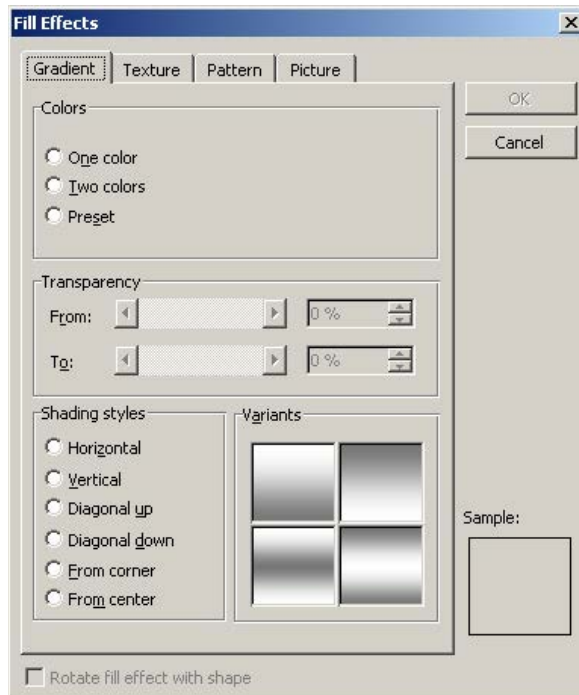 Fill Effects
Gradient Texture Pattern Picture
OK
Cancel
Colors
One color
Two colors
Preset
Transparency
From: 0 %
To: 0 %
Shading styles
Horizontal
Vertical
Diagonal up
Diagonal down
From corner
From center
Variants
Sample:
Rotate fill effect with shape